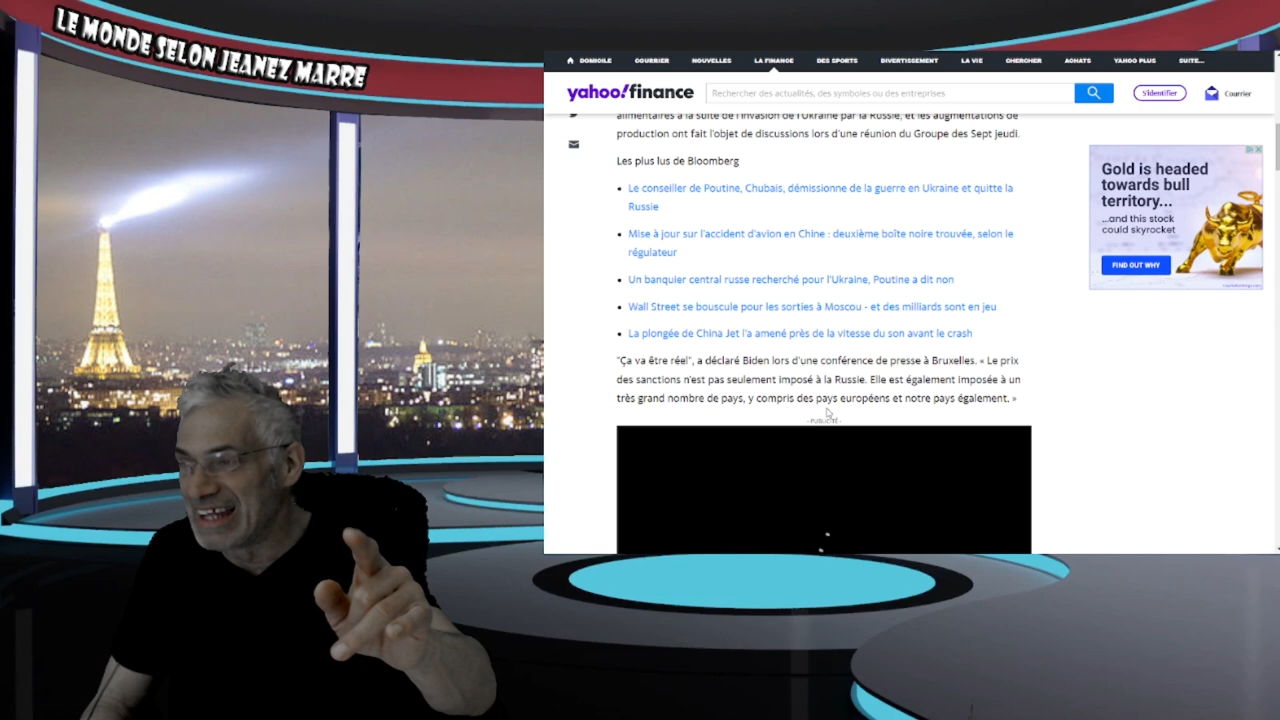 LE MONDE SELON JEANEZ MARRE
DOMICILE COURRIER NOUVELLES LA FINANCE DES SPORTS DIVERTISSEMENT LA VIE CHERCHER ACHATS YAHOO PLUS SUITE...
yahoo!finance
Rechercher des actualités, des symboles ou des entreprises
S'identifier
Courrier
alimentaires à la suite de l'invasion de l'Ukraine par la Russie, et les augmentations de
production ont fait l'objet de discussions lors d'une réunion du Groupe des Sept jeudi.
Les plus lus de Bloomberg
Le conseiller de Poutine, Chubais, démissionne de la guerre en Ukraine et quitte la
Russie
Mise à jour sur l'accident d'avion en Chine : deuxième boîte noire trouvée, selon le
régulateur
Un banquier central russe recherché pour l'Ukraine, Poutine a dit non
Wall Street se bouscule pour les sorties à Moscou - et des milliards sont en jeu
La plongée de China Jet l'a amené près de la vitesse du son avant le crash
"Ça va être réel", a déclaré Biden lors d'une conférence de presse à Bruxelles. « Le prix
des sanctions n'est pas seulement imposé à la Russie. Elle est également imposée à un
très grand nombre de pays, y compris des pays européens et notre pays également. »
- PUBLICITÉ -
Gold is headed
towards bull
territory...
...and this stock
could skyrocket
FIND OUT WHY